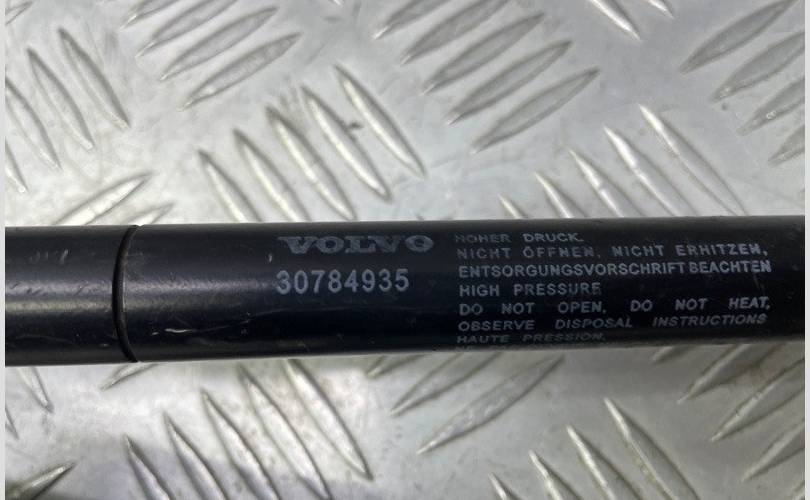 VOLVO
30784935
HOHER DRUCK.
NICHT ÖFFNEN, NICHT ERHITZEN,
ENTSORGUNGSVORSCHRIFT BEACHTEN
HIGH PRESSURE
DO NOT OPEN, DO NOT HEAT,
OBSERVE DISPOSAL INSTRUCTIONS
HAUTE PRESSION.